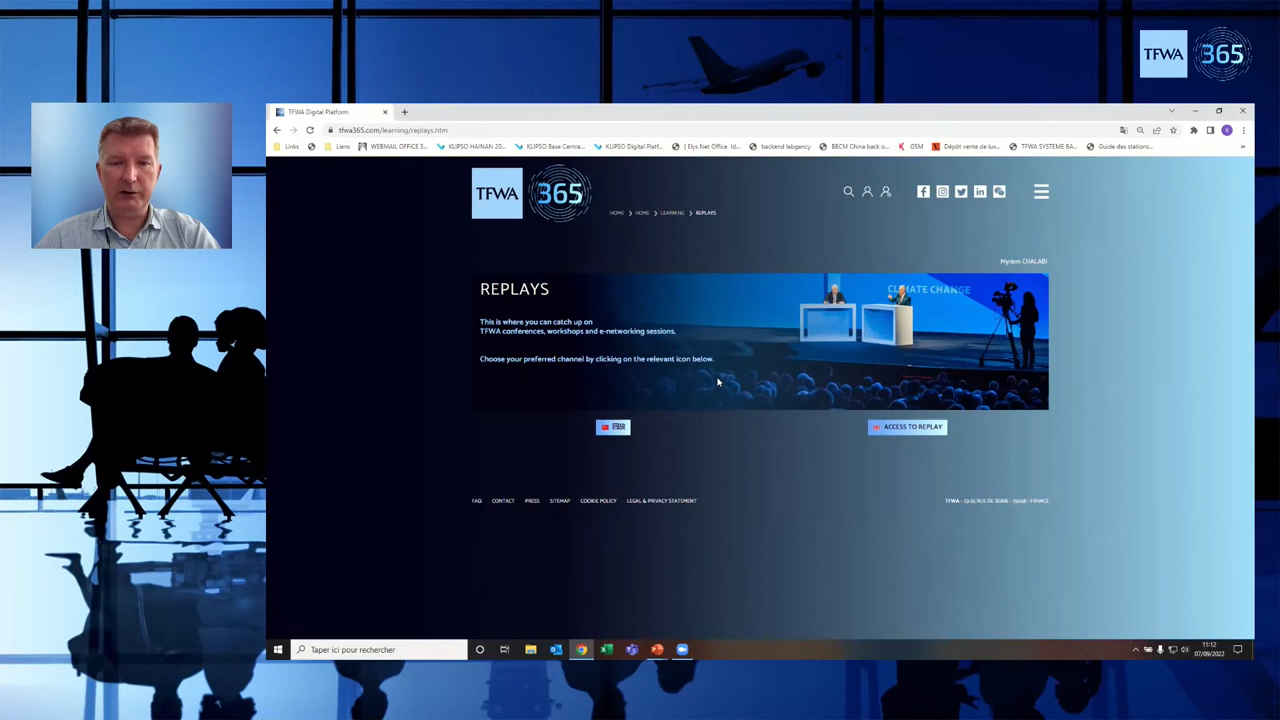 TFWA 365
TFWA Digital Platform
tfwa365.com/learning/replays.htm
Links
Liens
WEBMAIL OFFICE 3...
KLIPSO HAINAN 20...
KLIPSO Base Centra...
KLIPSO Digital Platf...
[ Elys Net Office Id...
backend labgency
BBCM China back o...
GSM
Dépôt vente de lux...
TFWA SYSTEME BA...
Guide des stations...
»
TFWA 365
HOME > HOME > LEARNING > REPLAYS
Myriem CHALABI
REPLAYS
CLIMATE CHANGE
This is where you can catch up on
TFWA conferences, workshops and e-networking sessions.
Choose your preferred channel by clicking on the relevant icon below.
回放
ACCESS TO REPLAY
FAQ CONTACT PRESS SITEMAP COOKIE POLICY LEGAL & PRIVACY STATEMENT
TFWA - 23-25 RUE DE BERRI - 75008 - FRANCE
Taper ici pour rechercher
11:12
07/09/2022